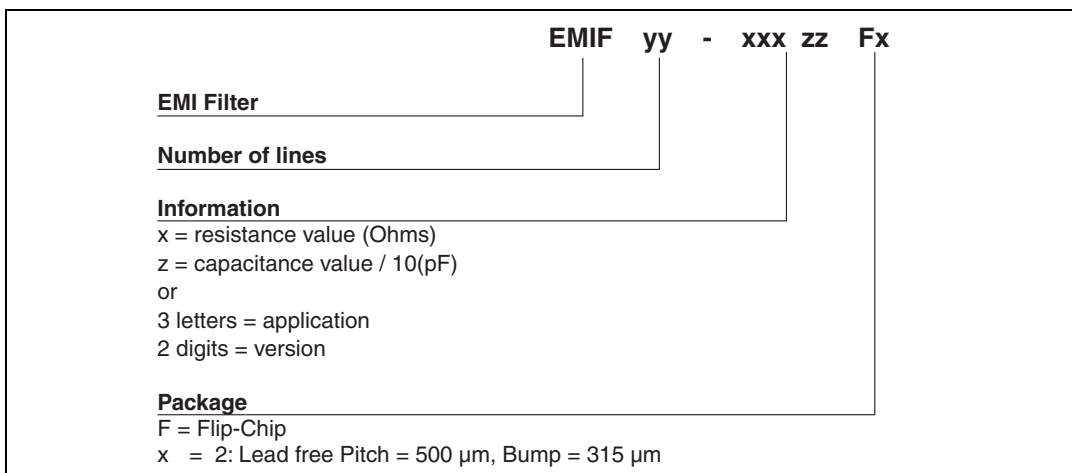 EMIF yy - xxx zz Fx
EMI Filter
Number of lines
Information
x = resistance value (Ohms)
z = capacitance value / 10(pF)
or
3 letters = application
2 digits = version
Package
F = Flip-Chip
x = 2: Lead free Pitch = 500 µm, Bump = 315 µm